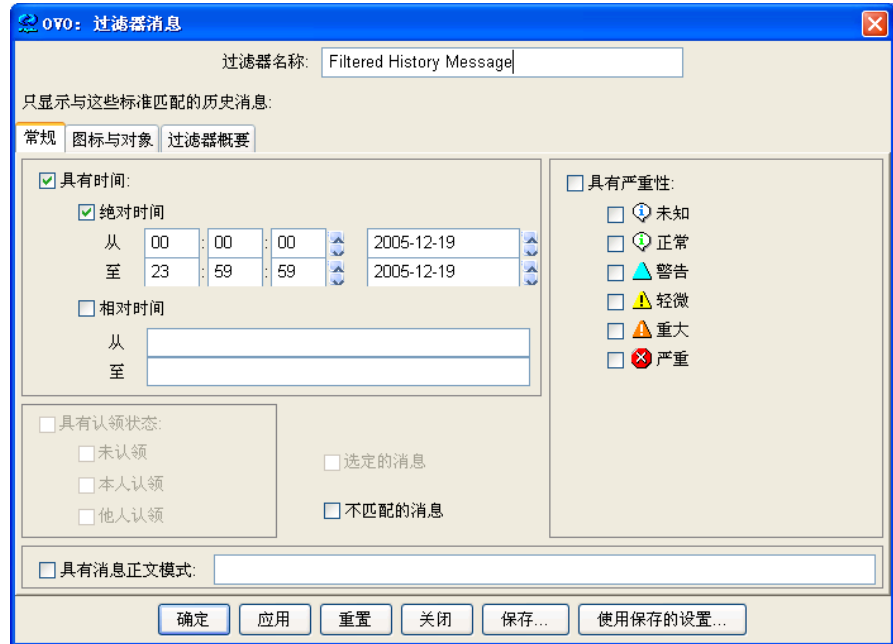 OVO: 过滤器消息
过滤器名称: Filtered History Message
只显示与这些标准匹配的历史消息:
常规 图标与对象 过滤器概要
具有时间:
绝对时间
从 00 : 00 : 00 2005-12-19
至 23 : 59 : 59 2005-12-19
相对时间
从
至
具有严重性:
未知
正常
警告
轻微
重大
严重
具有认领状态:
未认领
本人认领
他人认领
选定的消息
不匹配的消息
具有消息正文模式:
确定 应用 重置 关闭 保存... 使用保存的设置...